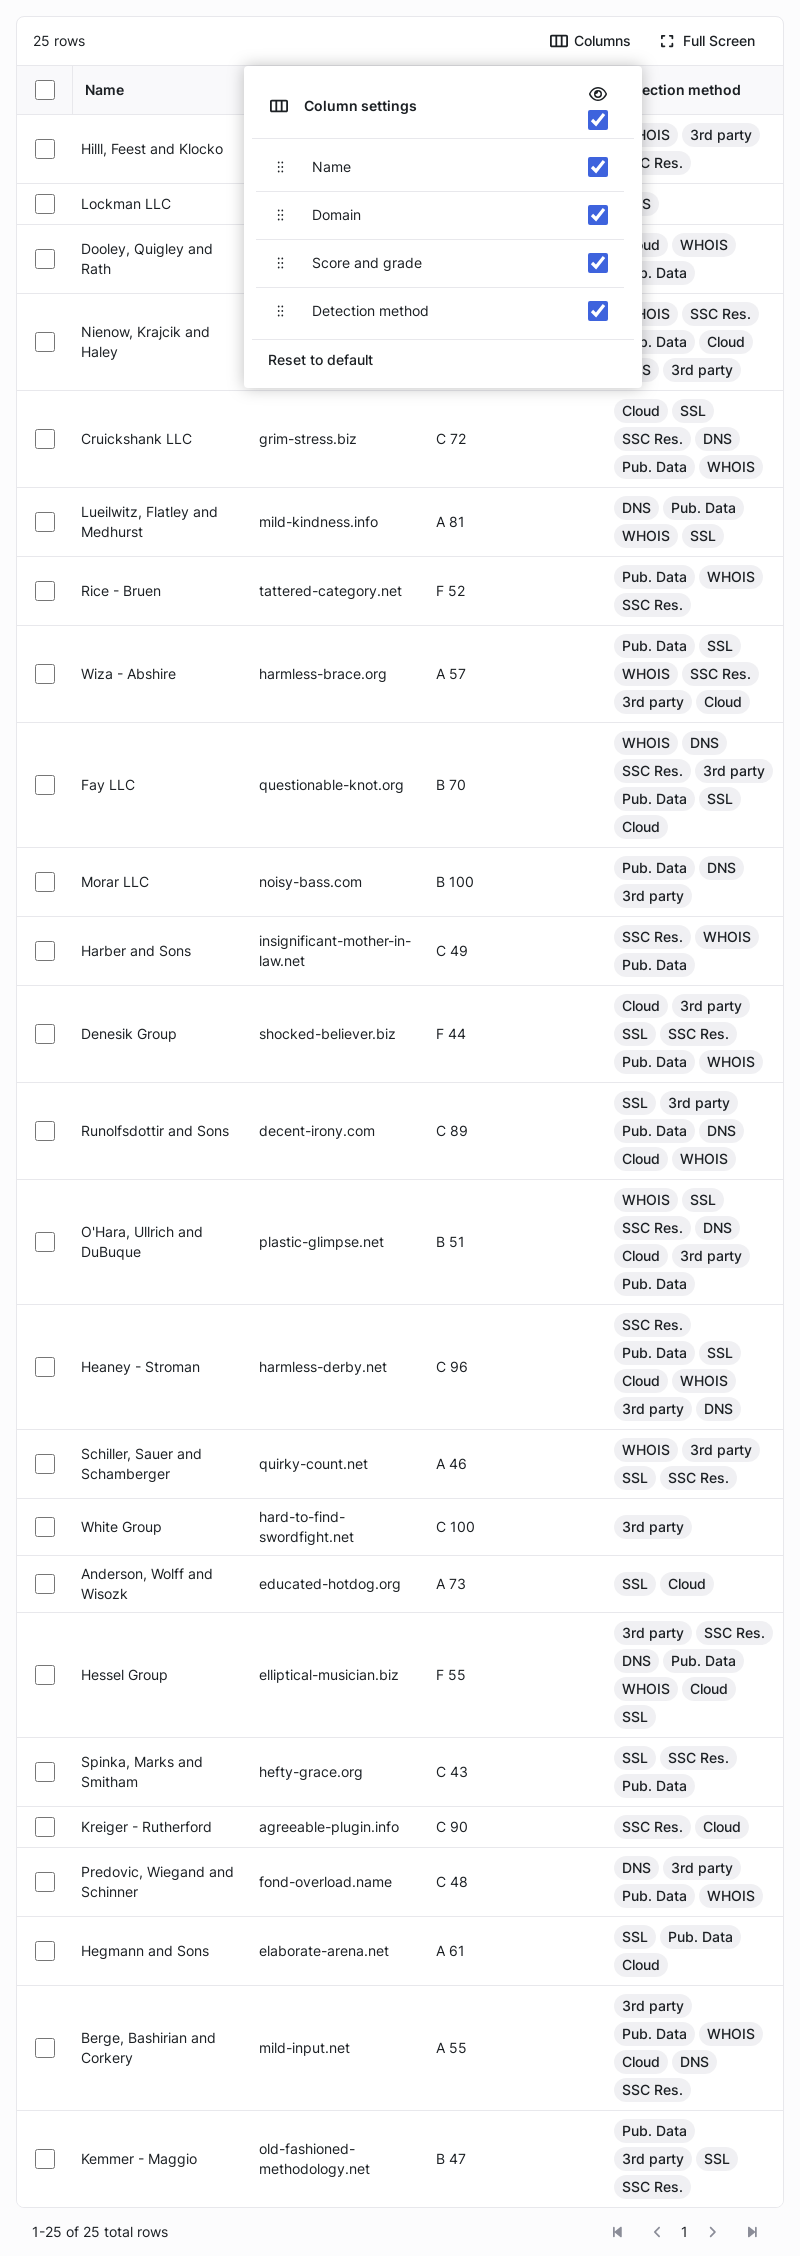 25 rows
Columns
Full Screen
Name
Column settings
Name
Domain
Score and grade
Detection method
Reset to default
Hilll, Feest and Klocko
3rd party
Lockman LLC
Dooley, Quigley and
Rath
WHOIS
Nienow, Krajcik and
Haley
SSC Res.
Cloud
3rd party
Cruickshank LLC
grim-stress.biz
C 72
Cloud SSL
SSC Res. DNS
Pub. Data WHOIS
Lueilwitz, Flatley and
Medhurst
mild-kindness.info
A 81
DNS Pub. Data
WHOIS SSL
Rice - Bruen
tattered-category.net
F 52
Pub. Data WHOIS
SSC Res.
Wiza - Abshire
harmless-brace.org
A 57
Pub. Data SSL
WHOIS SSC Res.
3rd party Cloud
Fay LLC
questionable-knot.org
B 70
WHOIS DNS
SSC Res. 3rd party
Pub. Data SSL
Cloud
Morar LLC
noisy-bass.com
B 100
Pub. Data DNS
3rd party
Harber and Sons
insignificant-mother-in-
law.net
C 49
SSC Res. WHOIS
Pub. Data
Denesik Group
shocked-believer.biz
F 44
Cloud 3rd party
SSL SSC Res.
Pub. Data WHOIS
Runolfsdottir and Sons
decent-irony.com
C 89
SSL 3rd party
Pub. Data DNS
Cloud WHOIS
O'Hara, Ullrich and
DuBuque
plastic-glimpse.net
B 51
WHOIS SSL
SSC Res. DNS
Cloud 3rd party
Pub. Data
Heaney - Stroman
harmless-derby.net
C 96
SSC Res.
Pub. Data SSL
Cloud WHOIS
3rd party DNS
Schiller, Sauer and
Schamberger
quirky-count.net
A 46
WHOIS 3rd party
SSL SSC Res.
White Group
hard-to-find-
swordfight.net
C 100
3rd party
Anderson, Wolff and
Wisozk
educated-hotdog.org
A 73
SSL Cloud
Hessel Group
elliptical-musician.biz
F 55
3rd party SSC Res.
DNS Pub. Data
WHOIS Cloud
SSL
Spinka, Marks and
Smitham
hefty-grace.org
C 43
SSL SSC Res.
Pub. Data
Kreiger - Rutherford
agreeable-plugin.info
C 90
SSC Res. Cloud
Predovic, Wiegand and
Schinner
fond-overload.name
C 48
DNS 3rd party
Pub. Data WHOIS
Hegmann and Sons
elaborate-arena.net
A 61
SSL Pub. Data
Cloud
Berge, Bashirian and
Corkery
mild-input.net
A 55
3rd party
Pub. Data WHOIS
Cloud DNS
SSC Res.
Kemmer - Maggio
old-fashioned-
methodology.net
B 47
Pub. Data
3rd party SSL
SSC Res.
1-25 of 25 total rows
1